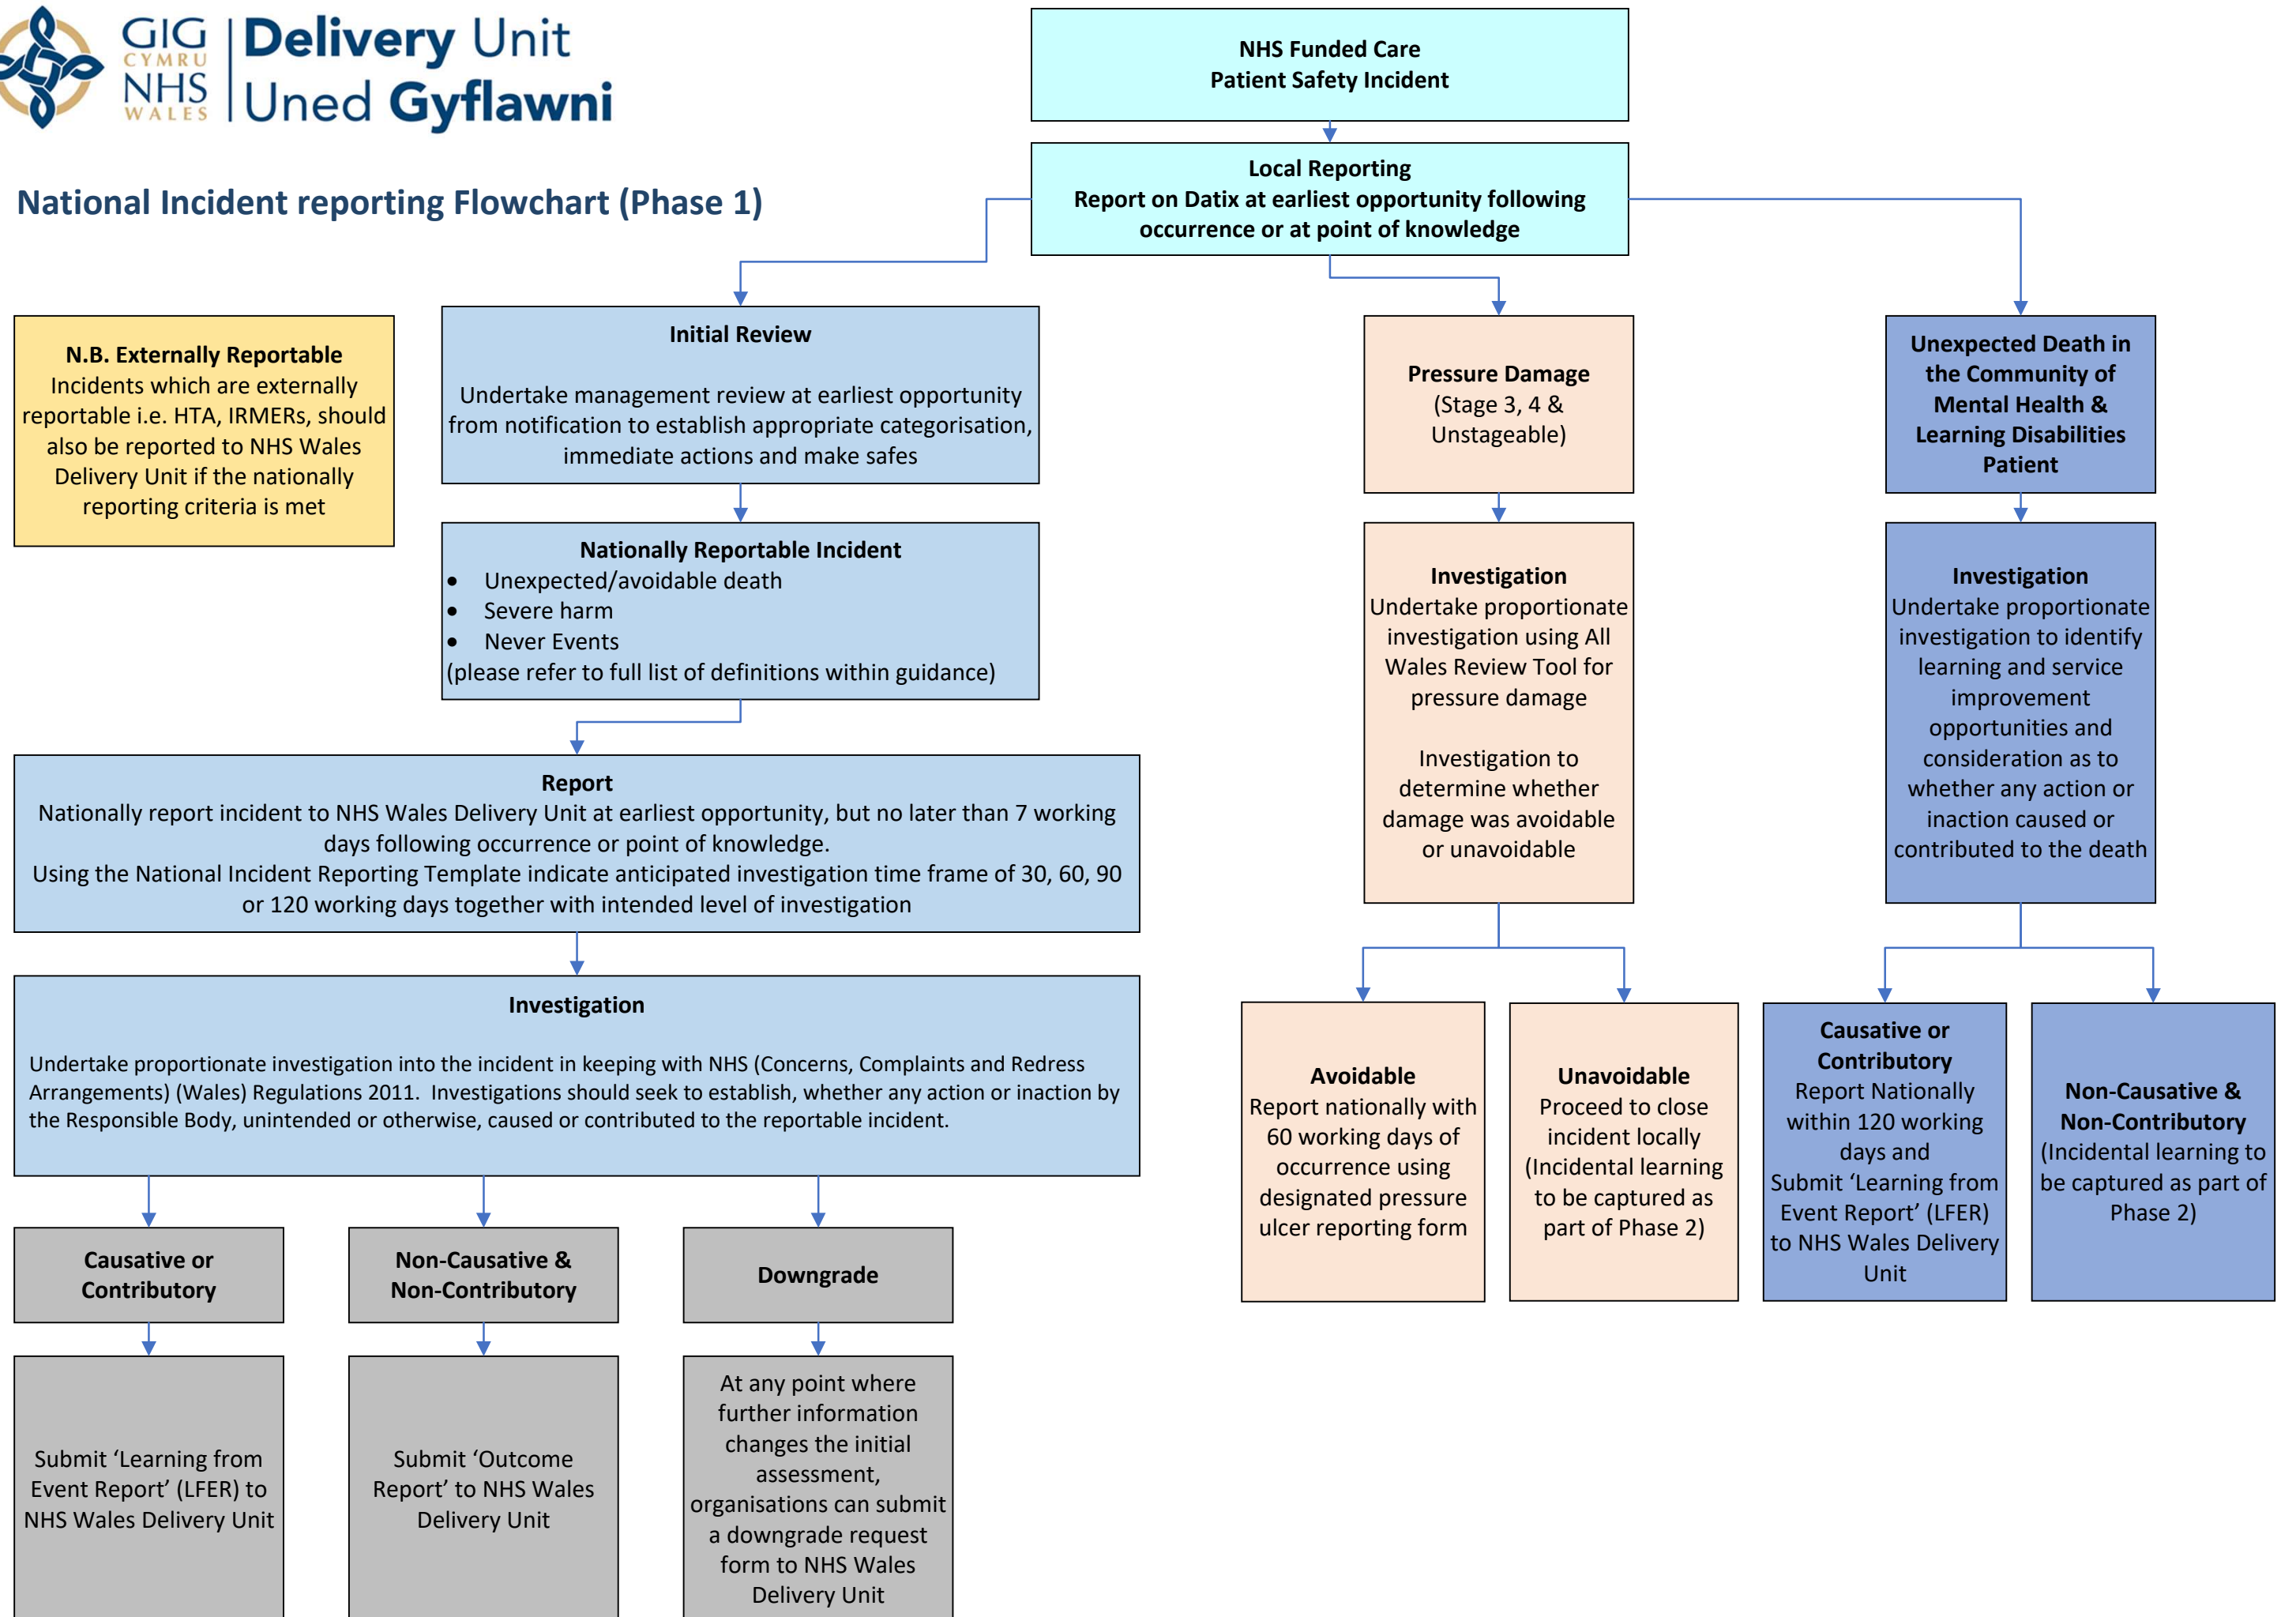 GIG
CYMRU
NHS
WALES
Delivery Unit
Uned Gyflawni
National Incident reporting Flowchart (Phase 1)
NHS Funded Care
Patient Safety Incident
Local Reporting
Report on Datix at earliest opportunity following
occurrence or at point of knowledge
N.B. Externally Reportable
Incidents which are externally
reportable i.e. HTA, IRMERs, should
also be reported to NHS Wales
Delivery Unit if the nationally
reporting criteria is met
Initial Review
Undertake management review at earliest opportunity
from notification to establish appropriate categorisation,
immediate actions and make safes
Nationally Reportable Incident
• Unexpected/avoidable death
• Severe harm
• Never Events
(please refer to full list of definitions within guidance)
Report
Nationally report incident to NHS Wales Delivery Unit at earliest opportunity, but no later than 7 working
days following occurrence or point of knowledge.
Using the National Incident Reporting Template indicate anticipated investigation time frame of 30, 60, 90
or 120 working days together with intended level of investigation
Investigation
Undertake proportionate investigation into the incident in keeping with NHS (Concerns, Complaints and Redress
Arrangements) (Wales) Regulations 2011.  Investigations should seek to establish, whether any action or inaction by
the Responsible Body, unintended or otherwise, caused or contributed to the reportable incident.
Causative or
Contributory
Submit ‘Learning from
Event Report’ (LFER) to
NHS Wales Delivery Unit
Non-Causative &
Non-Contributory
Submit ‘Outcome
Report’ to NHS Wales
Delivery Unit
Downgrade
At any point where
further information
changes the initial
assessment,
organisations can submit
a downgrade request
form to NHS Wales
Delivery Unit
Pressure Damage
(Stage 3, 4 &
Unstageable)
Investigation
Undertake proportionate
investigation using All
Wales Review Tool for
pressure damage
Investigation to
determine whether
damage was avoidable
or unavoidable
Avoidable
Report nationally with
60 working days of
occurrence using
designated pressure
ulcer reporting form
Unavoidable
Proceed to close
incident locally
(Incidental learning
to be captured as
part of Phase 2)
Unexpected Death in
the Community of
Mental Health &
Learning Disabilities
Patient
Investigation
Undertake proportionate
investigation to identify
learning and service
improvement
opportunities and
consideration as to
whether any action or
inaction caused or
contributed to the death
Causative or
Contributory
Report Nationally
within 120 working
days and
Submit ‘Learning from
Event Report’ (LFER)
to NHS Wales Delivery
Unit
Non-Causative &
Non-Contributory
(Incidental learning to
be captured as part of
Phase 2)